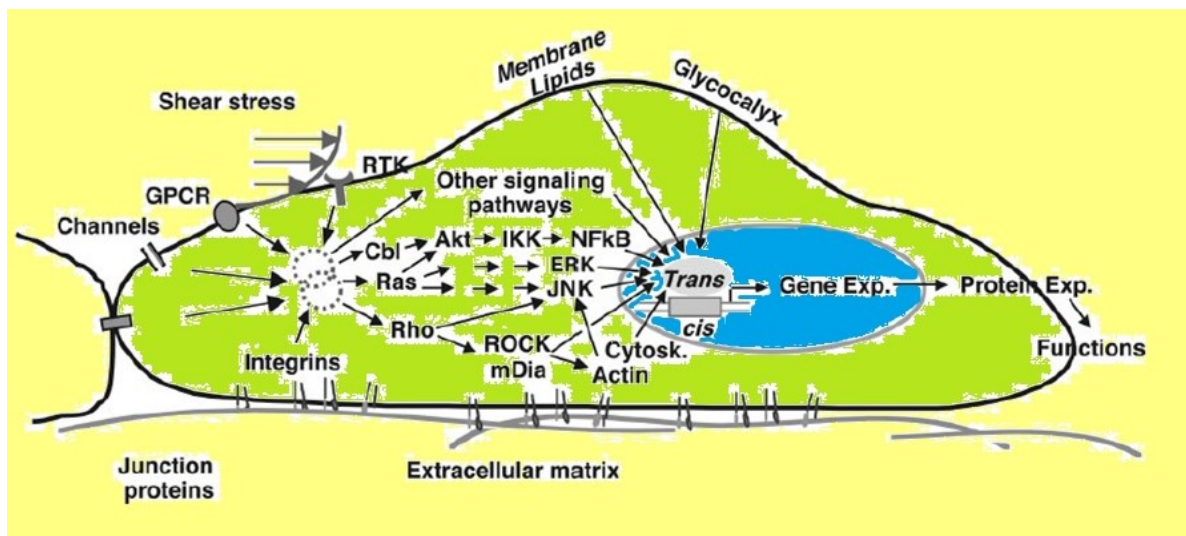 Membrane
Lipids
Glycocalyx
Shear stress
RTK
GPCR
Channels
Other signaling
pathways
Cbl
Akt
IKK
NFkB
Ras
ERK
JNK
Trans
Gene Exp.
Protein Exp.
cis
Rho
ROCK
mDia
Cytosk.
Actin
Functions
Integrins
Junction
proteins
Extracellular matrix